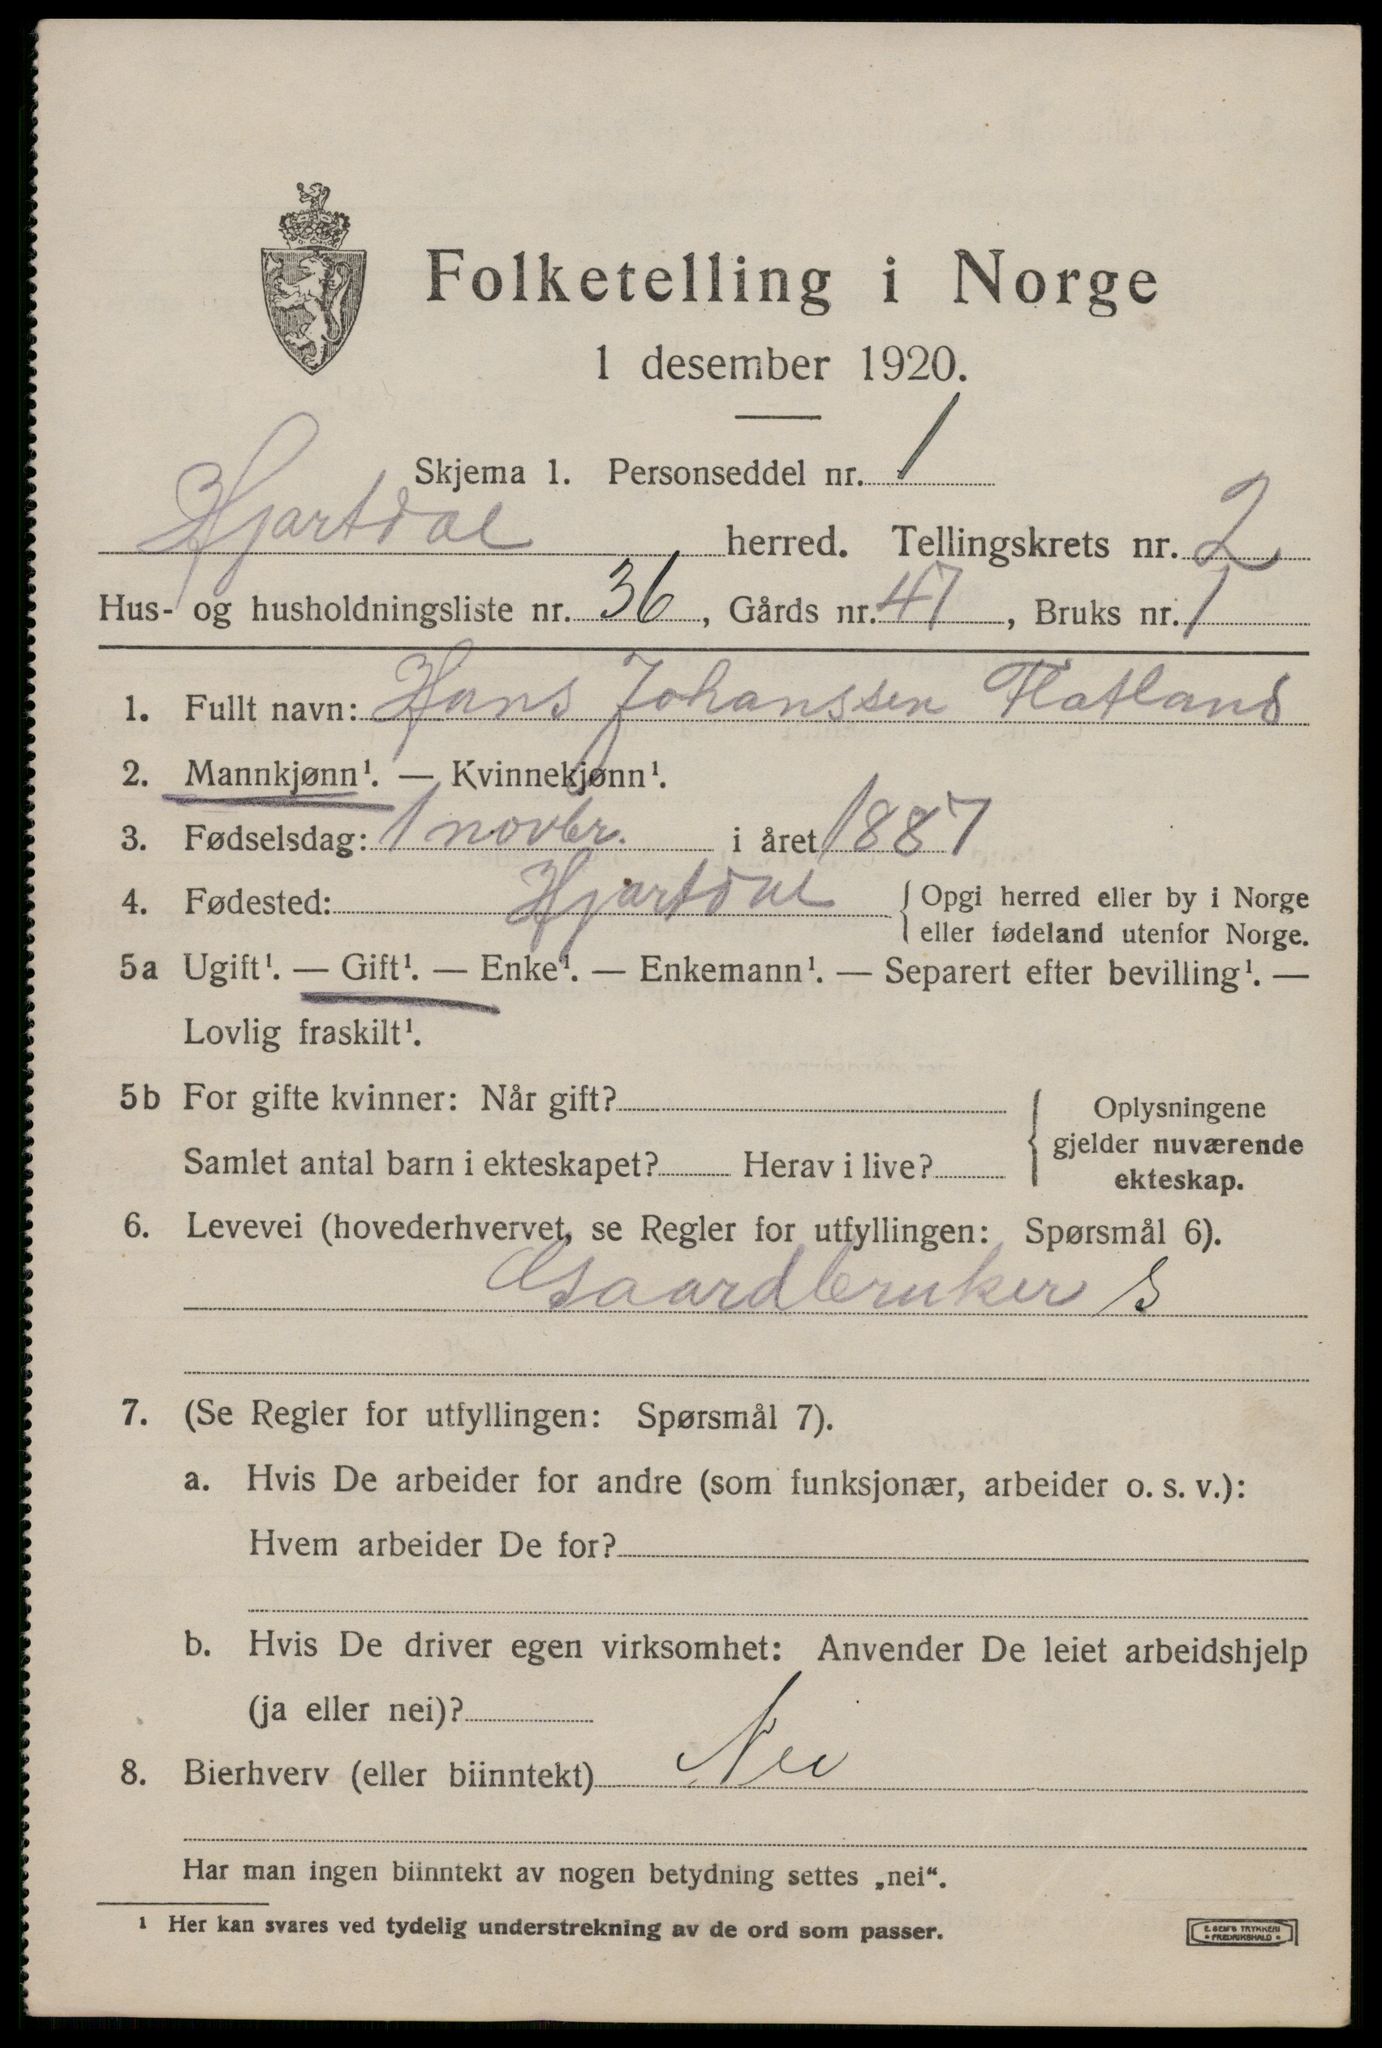 Folketelling i Norge
1 desember 1920.
Skjema 1. Personseddel nr. 1
Hjartdal herred. Tellingskrets nr. 2
Hus- og husholdningsliste nr. 36, Gårds nr. 47, Bruks nr. 1
1. Fullt navn: Hans Johanssen Flatland
2. Mannkjønn¹. — Kvinnekjønn¹.
3. Fødselsdag: 1 novbr. i året 1887
4. Fødested: Hjartdal { Opgi herred eller by i Norge
eller fødeland utenfor Norge.
5a Ugift¹. — Gift¹. — Enke¹. — Enkemann¹. — Separert efter bevilling¹. —
Lovlig fraskilt¹.
5b For gifte kvinner: Når gift?
Samlet antal barn i ekteskapet? Herav i live?
{ Oplysningene
gjelder nuværende
ekteskap.
6. Levevei (hovederhvervet, se Regler for utfyllingen: Spørsmål 6).
Gaardbruker S
7. (Se Regler for utfyllingen: Spørsmål 7).
a. Hvis De arbeider for andre (som funksjonær, arbeider o. s. v.):
Hvem arbeider De for?
b. Hvis De driver egen virksomhet: Anvender De leiet arbeidshjelp
(ja eller nei)?
8. Bierhverv (eller biinntekt) Nei
Har man ingen biinntekt av nogen betydning settes „nei“.
¹ Her kan svares ved tydelig understrekning av de ord som passer.
E. SEM'S TRYKKERI
• FREDRIKSHALD •